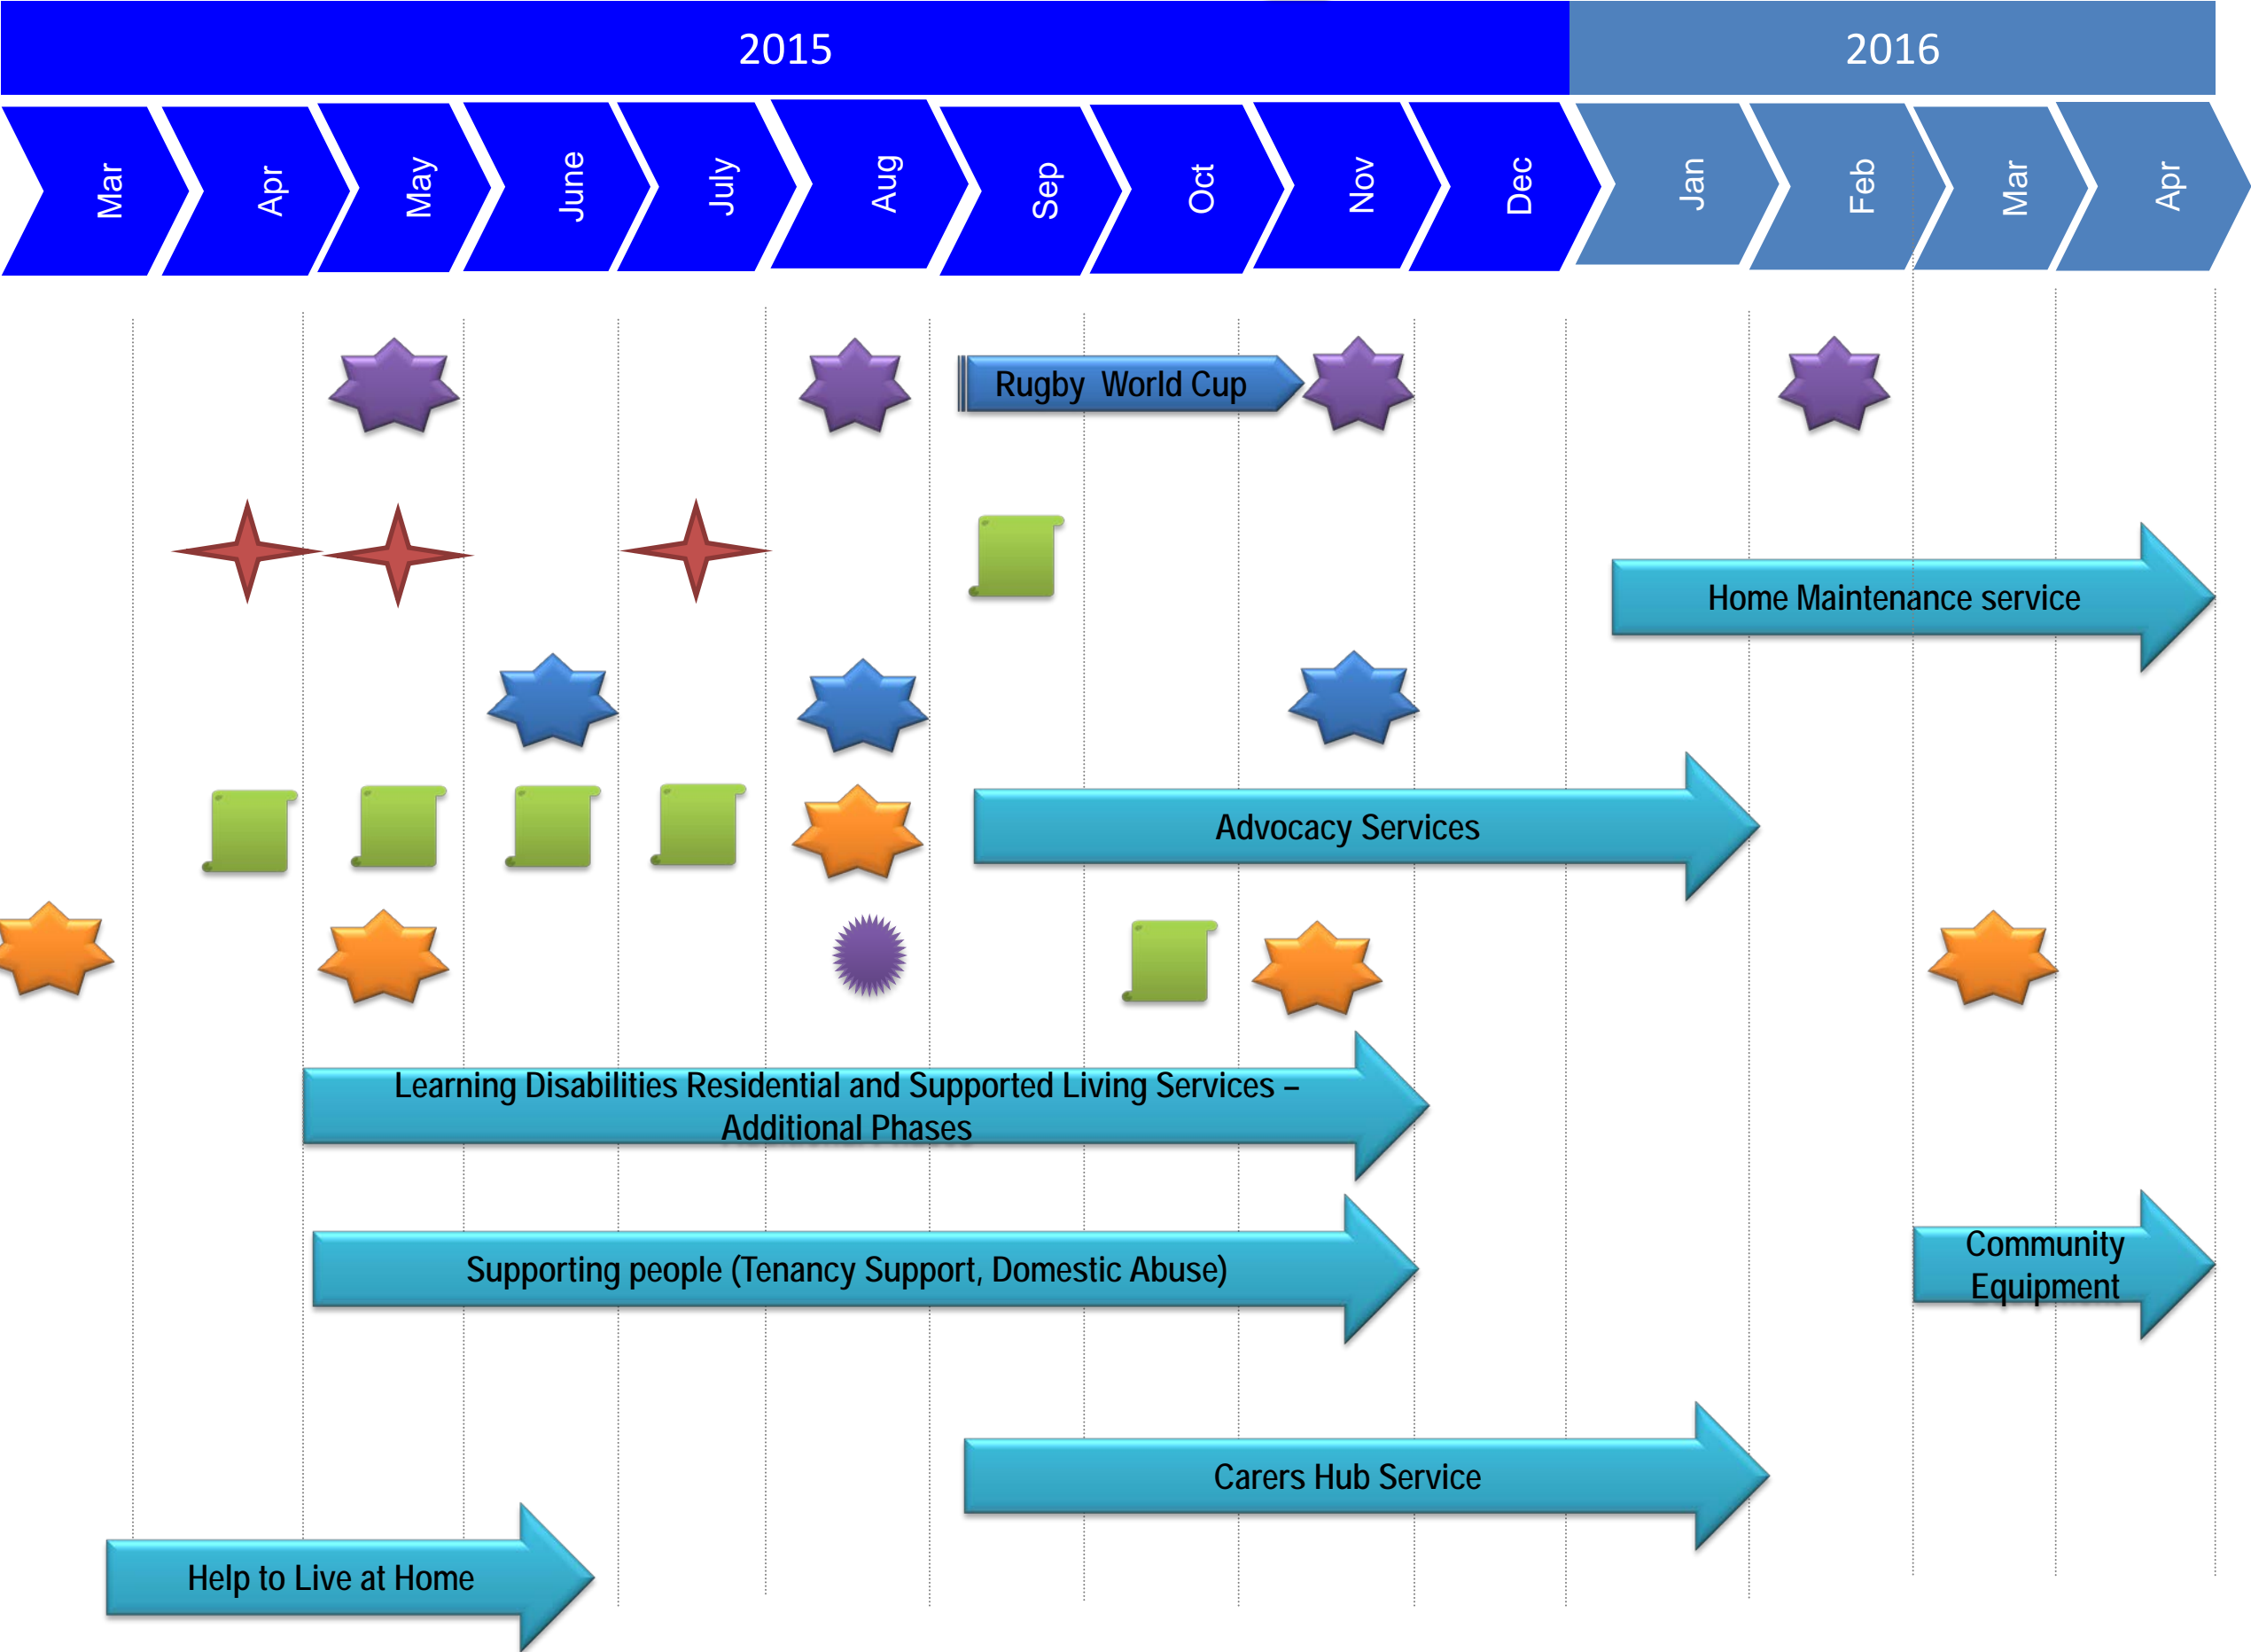 2015
2016
Mar
Apr
May
June
July
Aug
Sep
Oct
Nov
Dec
Jan
Feb
Mar
Apr
Rugby World Cup
Home Maintenance service
Advocacy Services
Learning Disabilities Residential and Supported Living Services –
Additional Phases
Supporting people (Tenancy Support, Domestic Abuse)
Community
Equipment
Carers Hub Service
Help to Live at Home